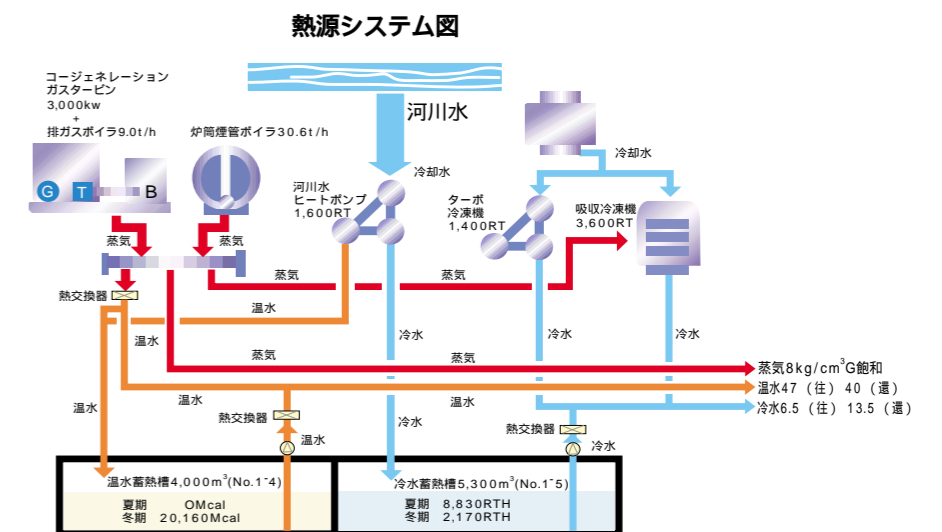 熱源システム図
コージェネレーション
ガスタービン
3,000kw
+
排ガスボイラ9.0t/h
炉筒煙管ボイラ30.6t/h
河川水
冷却水
冷却水
G T B
河川水
ヒートポンプ
1,600RT
ターボ
冷凍機
1,400RT
吸収冷凍機
3,600RT
蒸気
蒸気
蒸気
蒸気
熱交換器
温水
温水
冷水
冷水
冷水
蒸気
蒸気
蒸気8kg/cm³G飽和
温水47 (往) 40 (還)
冷水6.5 (往) 13.5 (還)
温水
温水
温水
熱交換器
温水
冷水
熱交換器
冷水
温水蓄熱槽4,000m³(No.1~4)
夏期 OMcal
冬期 20,160Mcal
冷水蓄熱槽5,300m³(No.1~5)
夏期 8,830RTH
冬期 2,170RTH